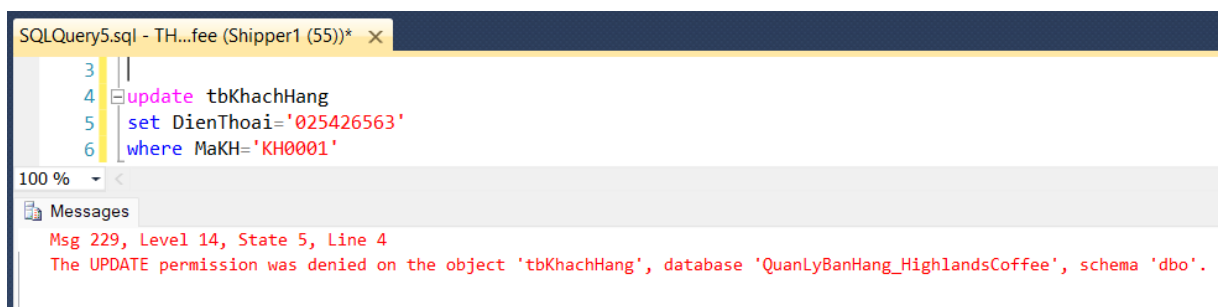 SQLQuery5.sql - TH...fee (Shipper1 (55))* ×
3
4 update tbKhachHang
5 set DienThoai='025426563'
6 where MaKH='KH0001'
100 %
Messages
Msg 229, Level 14, State 5, Line 4
The UPDATE permission was denied on the object 'tbKhachHang', database 'QuanLyBanHang_HighlandsCoffee', schema 'dbo'.